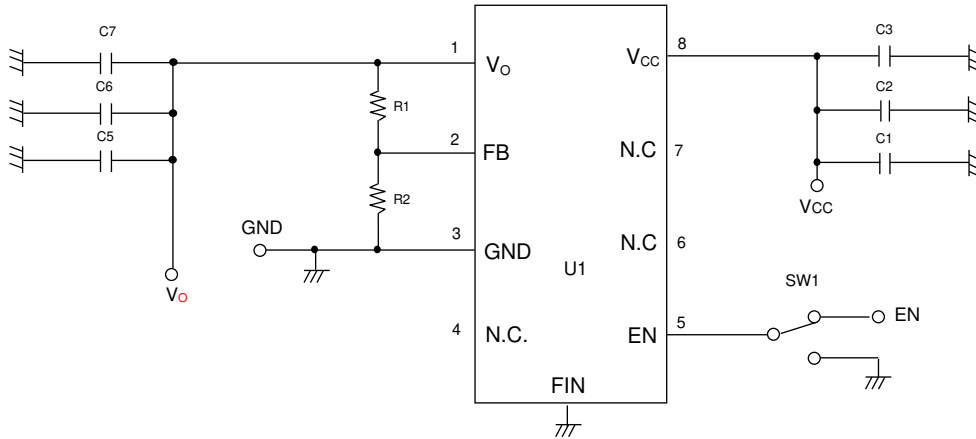 C7
C6
C5
VO
R1
R2
GND
1
2
3
4
VO
FB
GND
N.C.
U1
FIN
VCC
N.C
N.C
EN
8
7
6
5
C3
C2
C1
VCC
SW1
EN